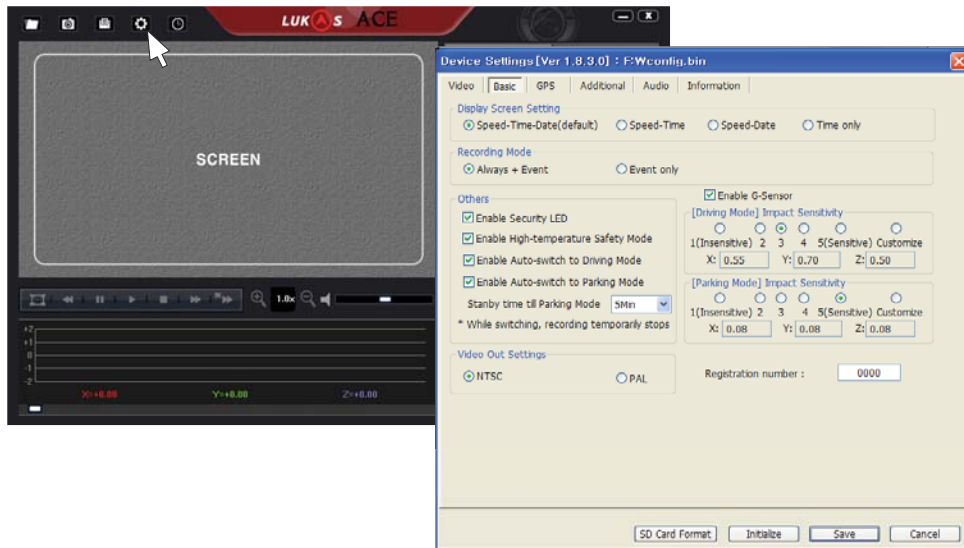 LUKAS ACE
SCREEN
1.0x
+2
+1
0
-1
-2
X=+0.00 Y=+0.00 Z=+0.00
Device Settings[Ver 1.8.3.0] : F:₩config.bin
Video Basic GPS Additional Audio Information
Display Screen Setting
Speed-Time-Date(default) Speed-Time Speed-Date Time only
Recording Mode
Always + Event Event only
Others
Enable Security LED
Enable High-temperature Safety Mode
Enable Auto-switch to Driving Mode
Enable Auto-switch to Parking Mode
Stanby time till Parking Mode 5Min
* While switching, recording temporarily stops
Enable G-Sensor
[Driving Mode] Impact Sensitivity
1(Insensitive) 2 3 4 5(Sensitive) Customize
X: 0.55 Y: 0.70 Z: 0.50
[Parking Mode] Impact Sensitivity
1(Insensitive) 2 3 4 5(Sensitive) Customize
X: 0.08 Y: 0.08 Z: 0.08
Video Out Settings
NTSC PAL
Registration number : 0000
SD Card Format Initialize Save Cancel